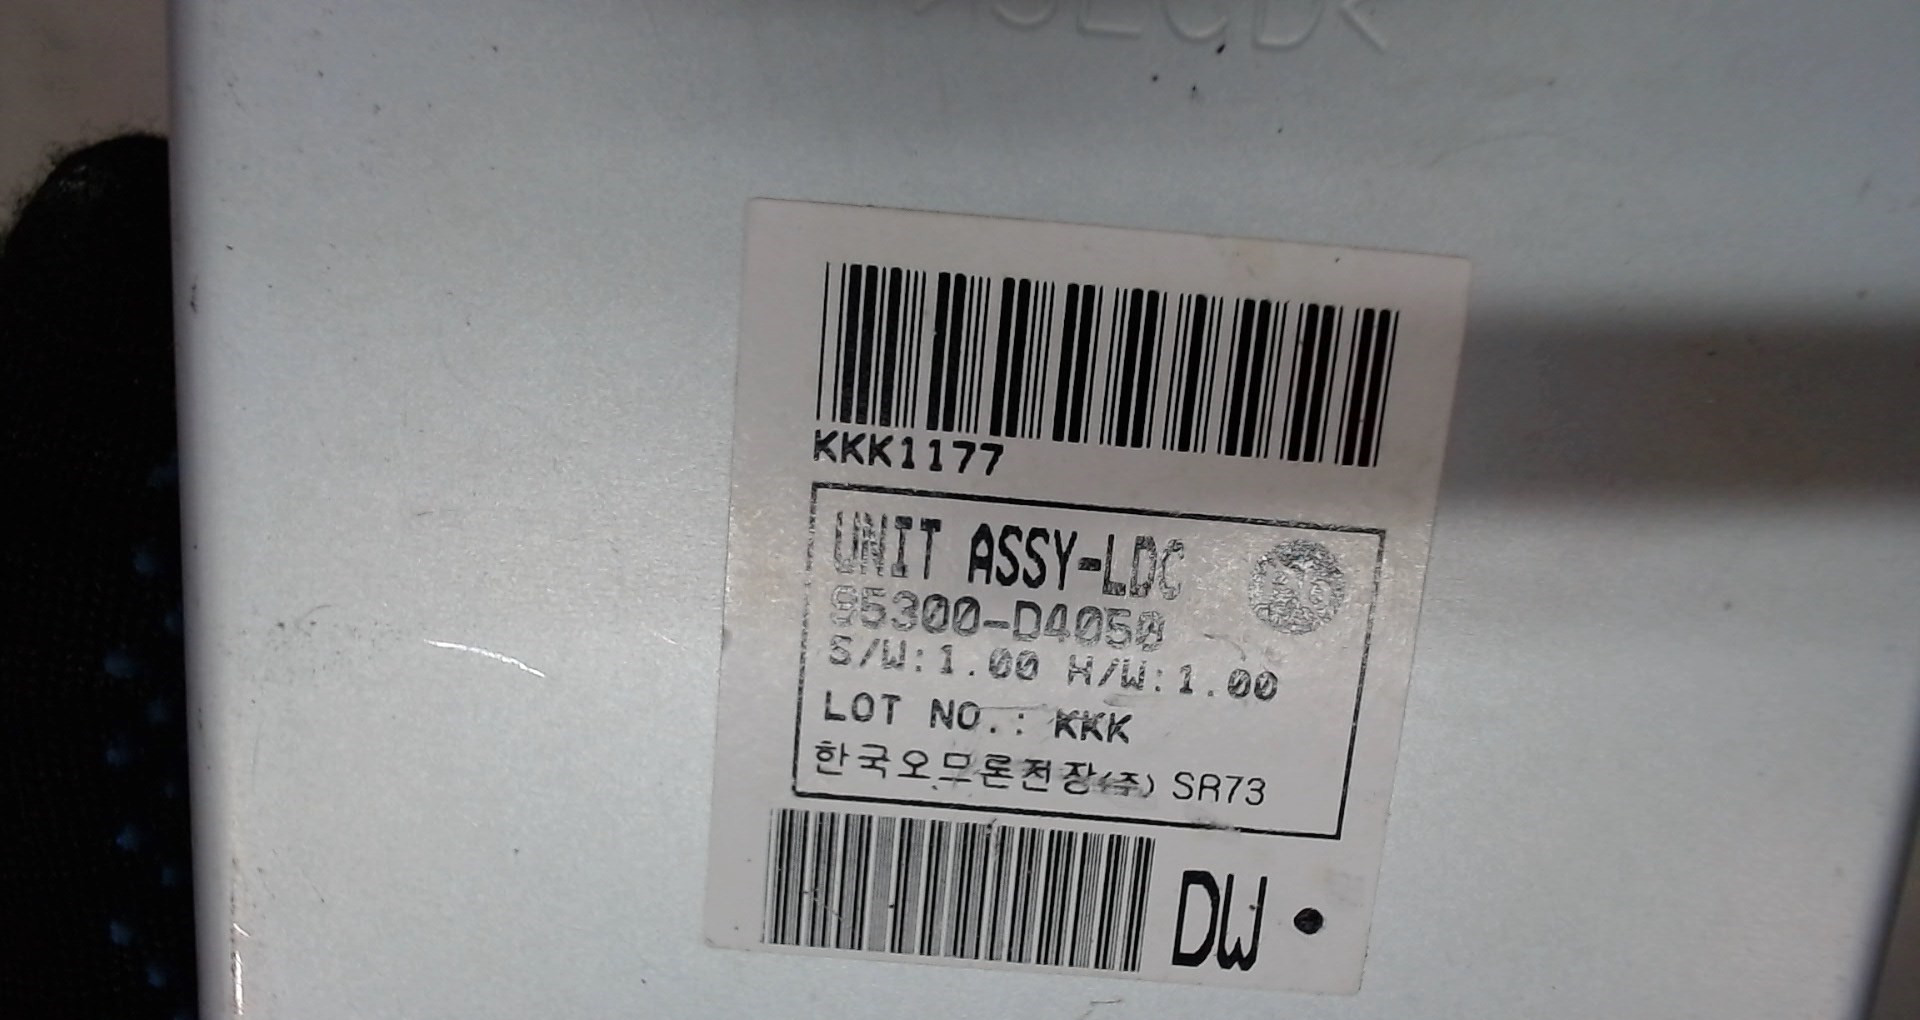 >SECD<
KKK1177
UNIT ASSY-LDC
95300-D4050
S/W:1.00 H/W:1.00
LOT NO.: KKK
한국오므론전장(주) SR73
DW